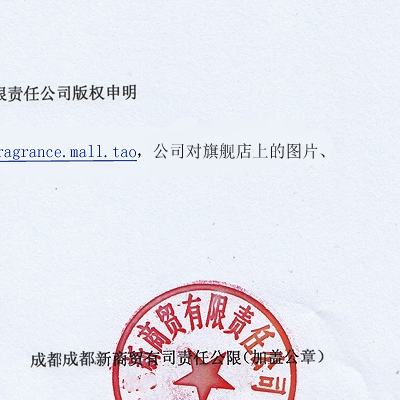 限责任公司版权申明
ragrance.mall.tao，公司对旗舰店上的图片、
商贸有限责任公司
成都成都新商贸有司责任公限（加盖公章）